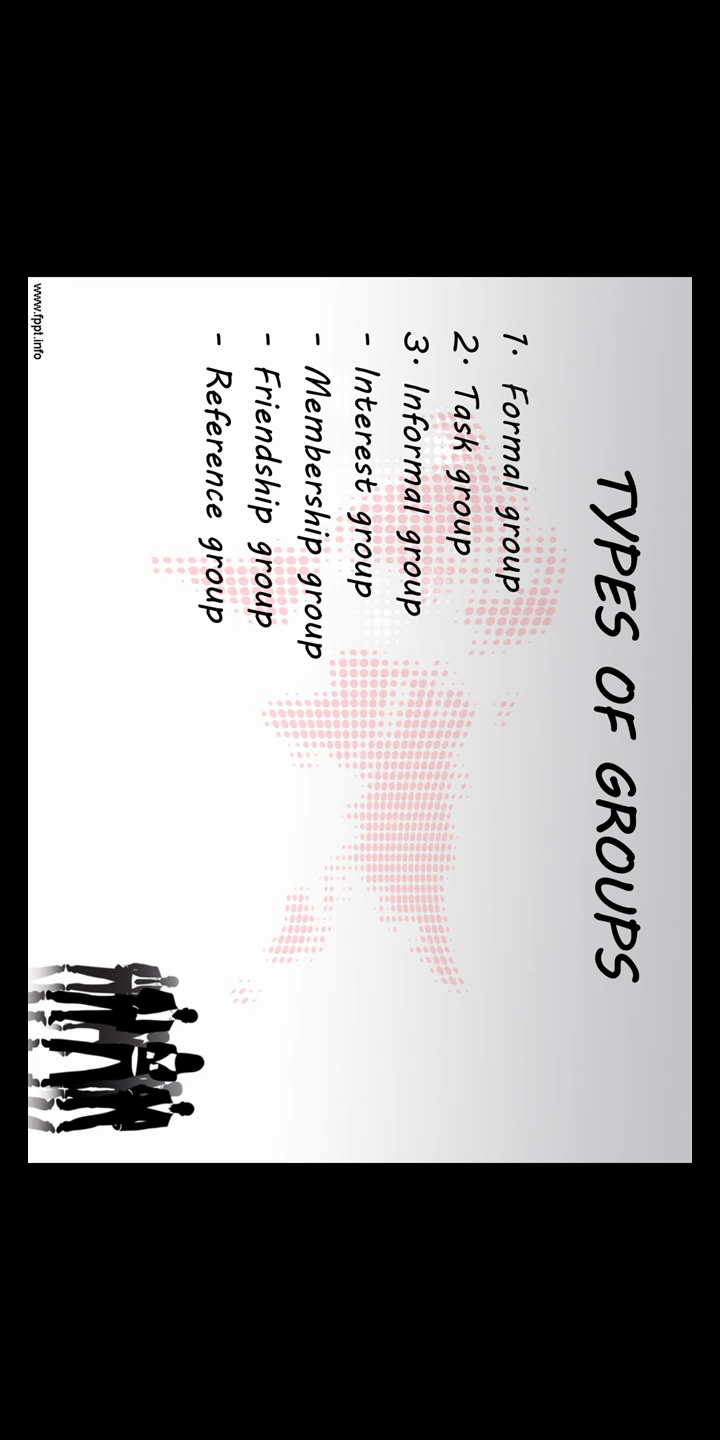 TYPES OF GROUPS
1. Formal group
2. Task group
3. Informal group
- Interest group
- Membership group
- Friendship group
- Reference group
www.fppt.info